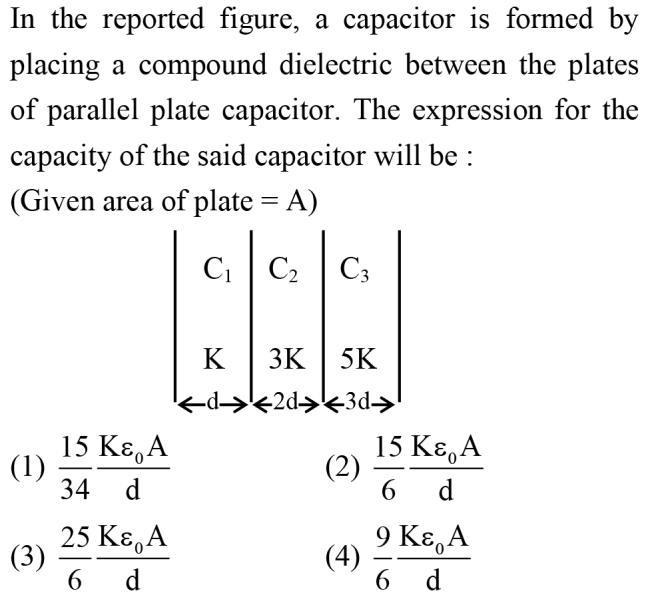 In the reported figure, a capacitor is formed by
placing a compound dielectric between the plates
of parallel plate capacitor. The expression for the
capacity of the said capacitor will be :
(Given area of plate = A)
C₁ C₂ C₃
K 3K 5K
←d→ ←2d→ ←3d→
(1) 15/34 Kε₀A/d (2) 15/6 Kε₀A/d
(3) 25/6 Kε₀A/d (4) 9/6 Kε₀A/d